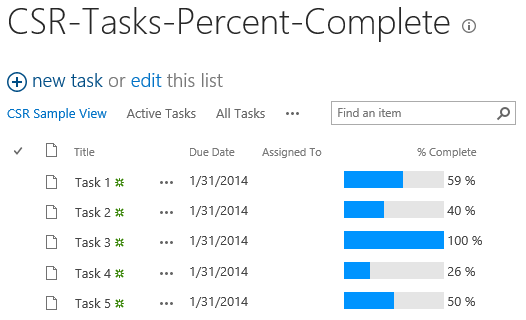 CSR-Tasks-Percent-Complete
new task or edit this list
CSR Sample View Active Tasks All Tasks ••• Find an item
Title Due Date Assigned To % Complete
Task 1 ••• 1/31/2014 59 %
Task 2 ••• 1/31/2014 40 %
Task 3 ••• 1/31/2014 100 %
Task 4 ••• 1/31/2014 26 %
Task 5 ••• 1/31/2014 50 %